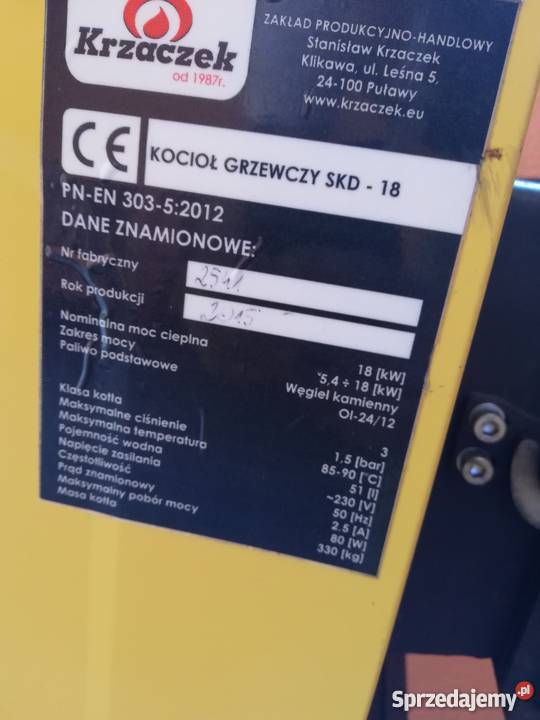 Krzaczek
od 1987r.
ZAKŁAD PRODUKCYJNO-HANDLOWY
Stanisław Krzaczek
Klikawa, ul. Leśna 5,
24-100 Puławy
www.krzaczek.eu
CE
KOCIOŁ GRZEWCZY SKD - 18
PN-EN 303-5:2012
DANE ZNAMIONOWE:
Nr fabryczny
Rok produkcji 2015
Nominalna moc cieplna 18 [kW]
Zakres mocy 5,4 ÷ 18 [kW]
Paliwo podstawowe Węgiel kamienny
OI-24/12
Klasa kotła 3
Maksymalne ciśnienie 1,5 [bar]
Maksymalna temperatura 85-90 [°C]
Pojemność wodna 51 [l]
Napięcie zasilania ~230 [V]
Częstotliwość 50 [Hz]
Prąd znamionowy 2,5 [A]
Maksymalny pobór mocy 80 [W]
Masa kotła 330 [kg]
Sprzedajemy.pl